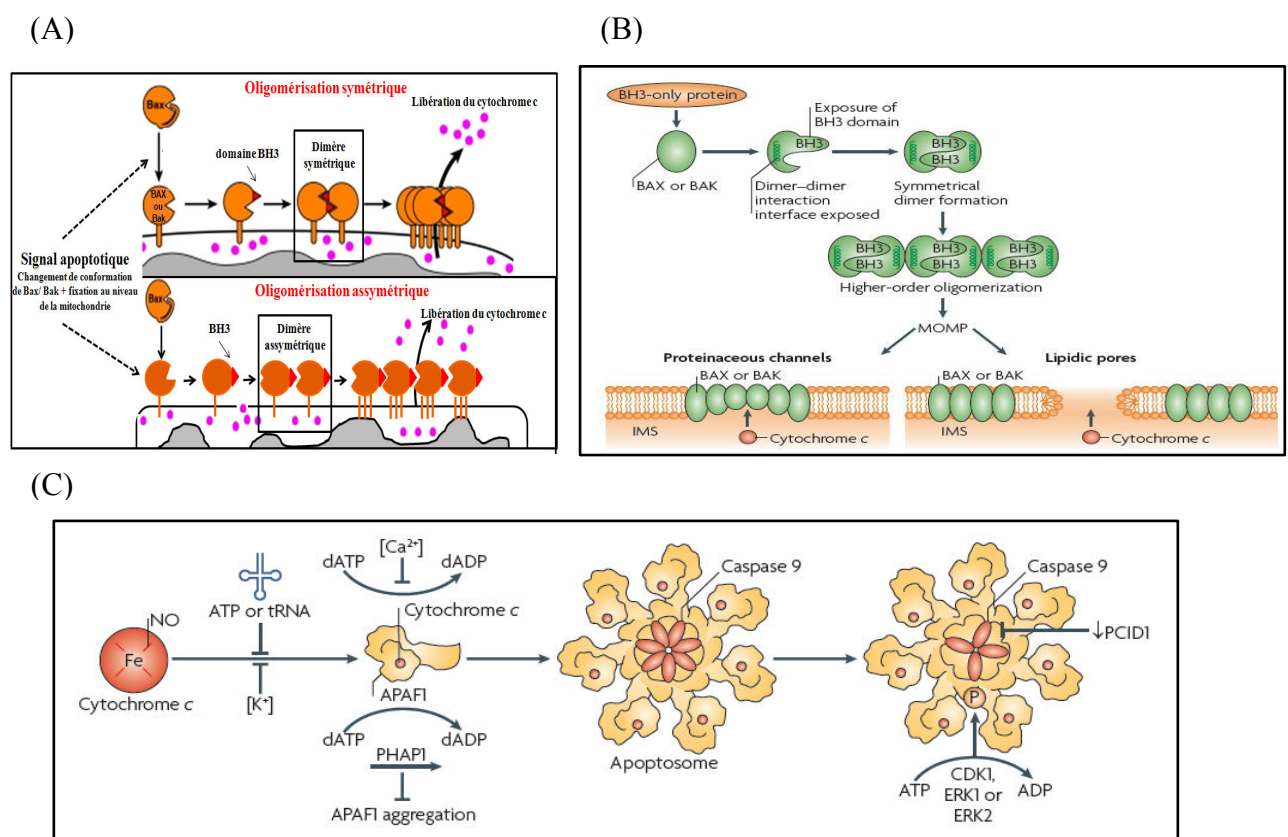 (A)
Oligomérisation symétrique
Bax
Libération du cytochrome c
domaine BH3
Dimère
symétrique
BAX
ou
Bak
Signal apoptotique
Changement de conformation
de Bax/ Bak + fixation au niveau
de la mitochondrie
Oligomérisation assymétrique
Bax
Libération du cytochrome c
BH3
Dimère
assymétrique
(B)
BH3-only protein
Exposure of
BH3 domain
BH3
BH3
BH3
BAX or BAK
Dimer–dimer
interaction
interface exposed
Symmetrical
dimer formation
BH3
BH3
BH3
BH3
BH3
BH3
Higher-order oligomerization
MOMP
Proteinaceous channels
Lipidic pores
BAX or BAK
BAX or BAK
IMS
Cytochrome c
IMS
Cytochrome c
(C)
[Ca²⁺]
dATP
dADP
Caspase 9
Caspase 9
ATP or tRNA
Cytochrome c
NO
Fe
↓PCID1
Cytochrome c
[K⁺]
APAF1
P
dATP
dADP
PHAP1
Apoptosome
ATP
CDK1,
ERK1 or
ERK2
ADP
APAF1 aggregation